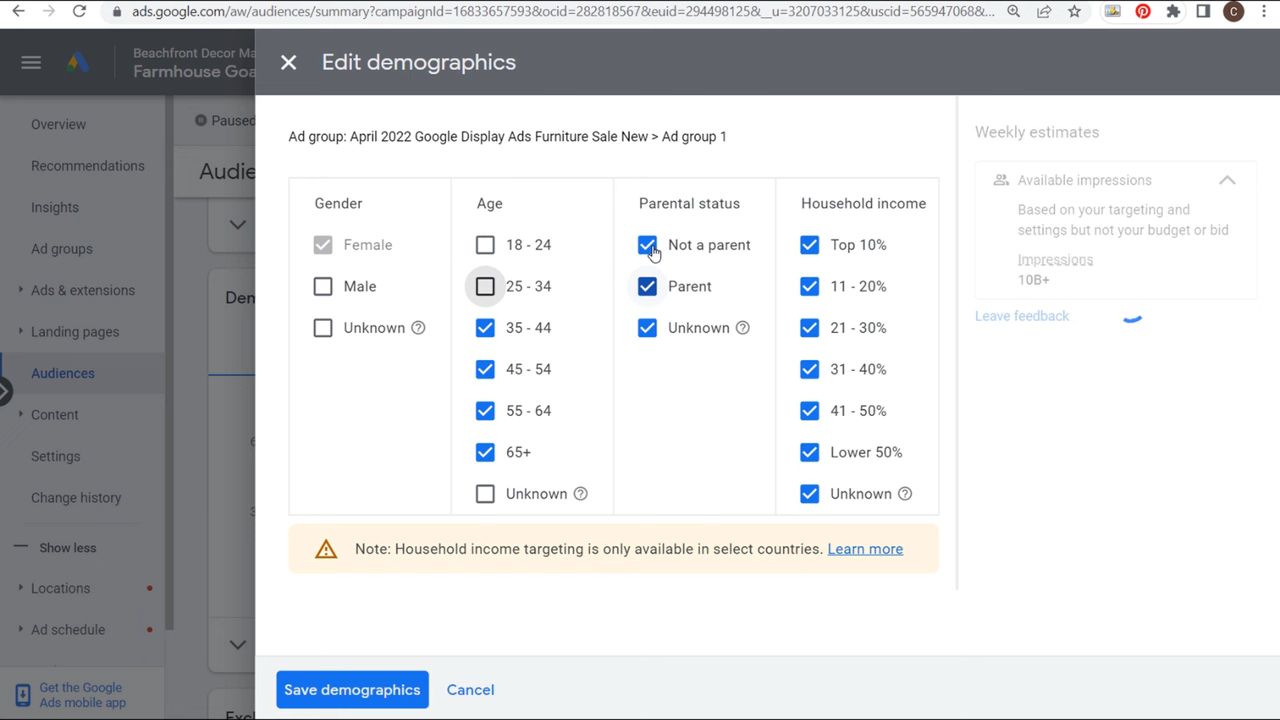 ads.google.com/aw/audiences/summary?campaignId=16833657593&ocid=282818567&euid=294498125&__u=3207033125&uscid=565947068&...
C
Beachfront Decor Ma
Farmhouse Goa
Edit demographics
Overview
Recommendations
Insights
Ad groups
Ads & extensions
Landing pages
Audiences
Content
Settings
Change history
Show less
Locations
Ad schedule
Get the Google
Ads mobile app
Paused
Audie
Dem
Excl
Ad group: April 2022 Google Display Ads Furniture Sale New > Ad group 1
Gender
Female
Male
Unknown
Age
18 - 24
25 - 34
35 - 44
45 - 54
55 - 64
65+
Unknown
Parental status
Not a parent
Parent
Unknown
Household income
Top 10%
11 - 20%
21 - 30%
31 - 40%
41 - 50%
Lower 50%
Unknown
Note: Household income targeting is only available in select countries. Learn more
Save demographics
Cancel
Weekly estimates
Available impressions
Based on your targeting and
settings but not your budget or bid
Impressions
10B+
Leave feedback